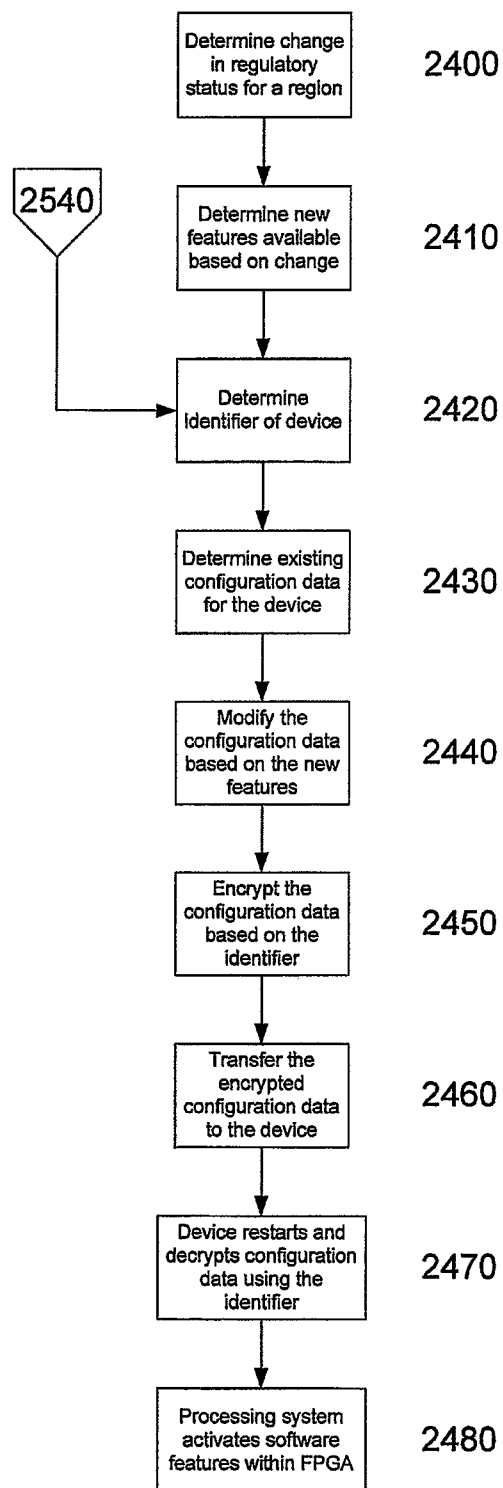 Determine change
in regulatory
status for a region
2400
2540
Determine new
features available
based on change
2410
Determine
identifier of device
2420
Determine existing
configuration data
for the device
2430
Modify the
configuration data
based on the new
features
2440
Encrypt the
configuration data
based on the
identifier
2450
Transfer the
encrypted
configuration data
to the device
2460
Device restarts and
decrypts configuration
data using the
identifier
2470
Processing system
activates software
features within FPGA
2480